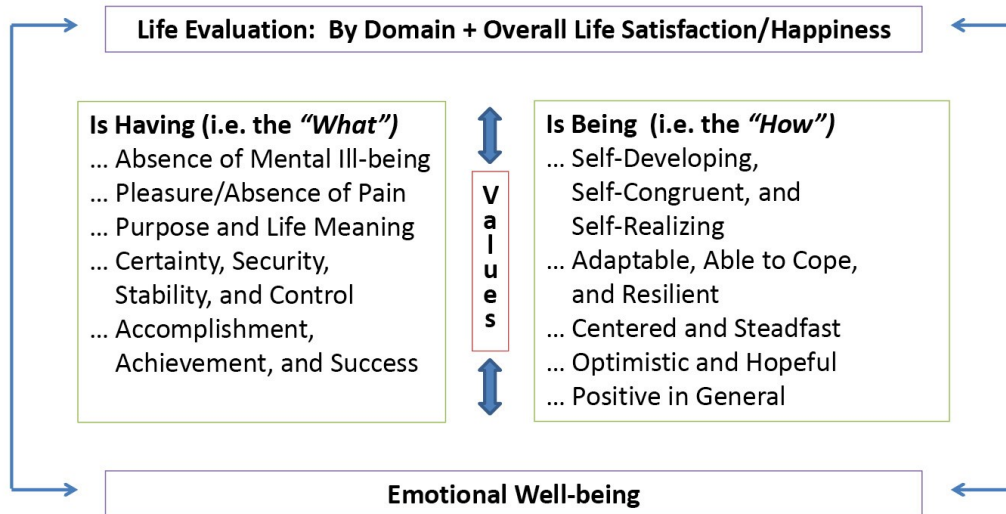 Life Evaluation: By Domain + Overall Life Satisfaction/Happiness
Is Having (i.e. the “What”)
... Absence of Mental Ill-being
... Pleasure/Absence of Pain
... Purpose and Life Meaning
... Certainty, Security,
Stability, and Control
... Accomplishment,
Achievement, and Success
Values
Is Being (i.e. the “How”)
... Self-Developing,
Self-Congruent, and
Self-Realizing
... Adaptable, Able to Cope,
and Resilient
... Centered and Steadfast
... Optimistic and Hopeful
... Positive in General
Emotional Well-being